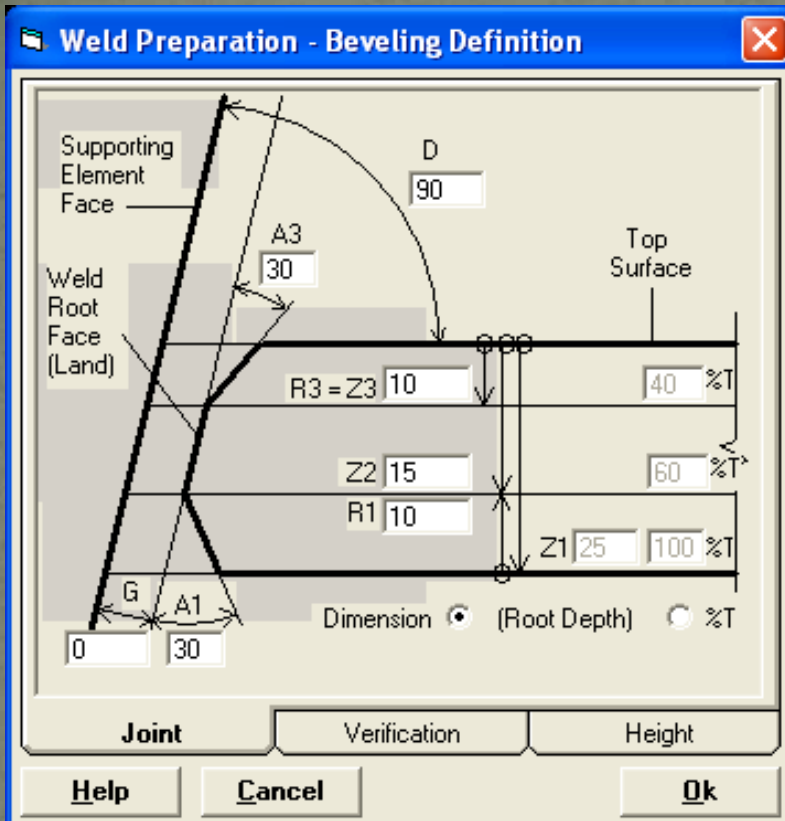 Weld Preparation - Beveling Definition
Supporting
Element
Face
D
90
A3
30
Top
Surface
Weld
Root
Face
(Land)
R3 = Z3 10
40 %T
Z2 15
60 %T
R1 10
Z1 25 100 %T
G A1
Dimension (Root Depth) %T
0 30
Joint Verification Height
Help Cancel Ok